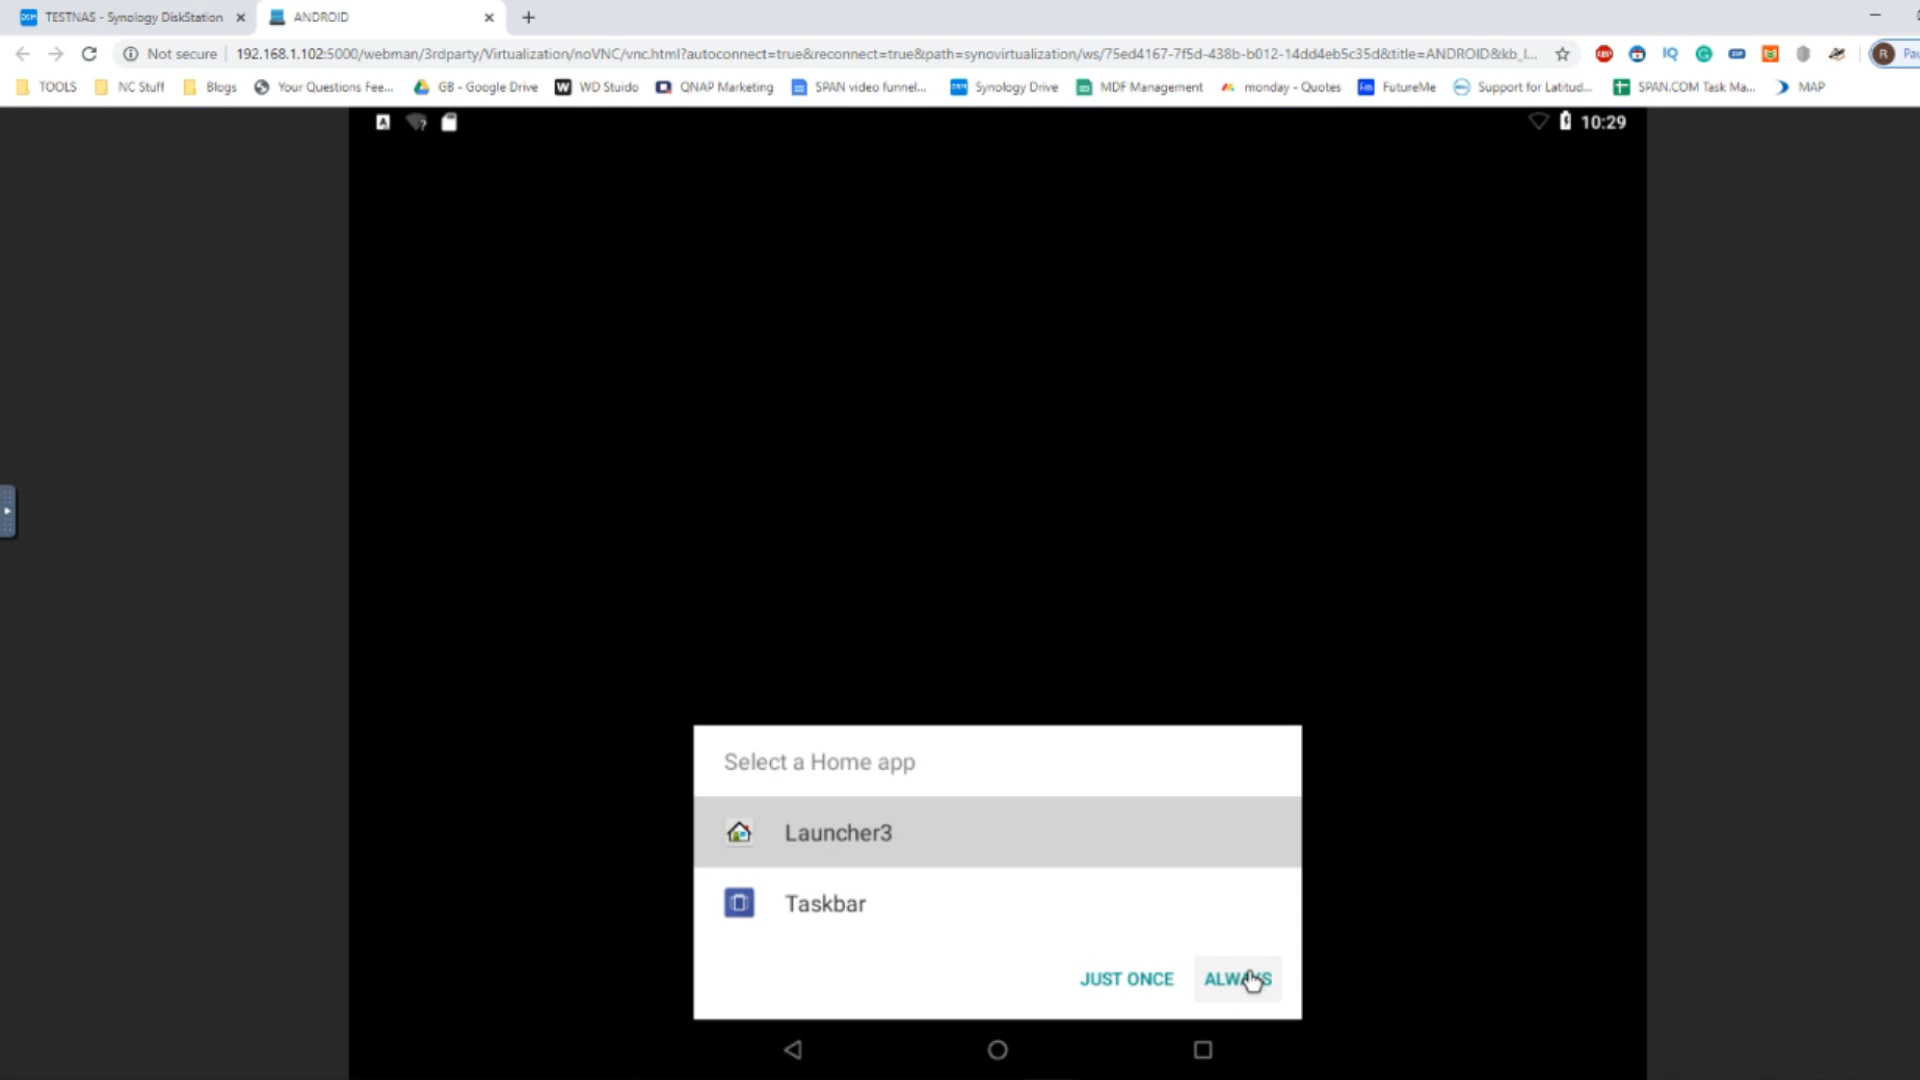 TESTNAS - Synology DiskStation
ANDROID
Not secure
192.168.1.102:5000/webman/3rdparty/Virtualization/noVNC/vnc.html?autoconnect=true&reconnect=true&path=synovirtualization/ws/75ed4167-7f5d-438b-b012-14dd4eb5c35d&title=ANDROID&kb_l...
TOOLS
NC Stuff
Blogs
Your Questions Fee...
GB - Google Drive
WD Stuido
QNAP Marketing
SPAN video funnel...
Synology Drive
MDF Management
monday - Quotes
FutureMe
Support for Latitud...
SPAN.COM Task Ma...
MAP
10:29
Select a Home app
Launcher3
Taskbar
JUST ONCE
ALWAYS